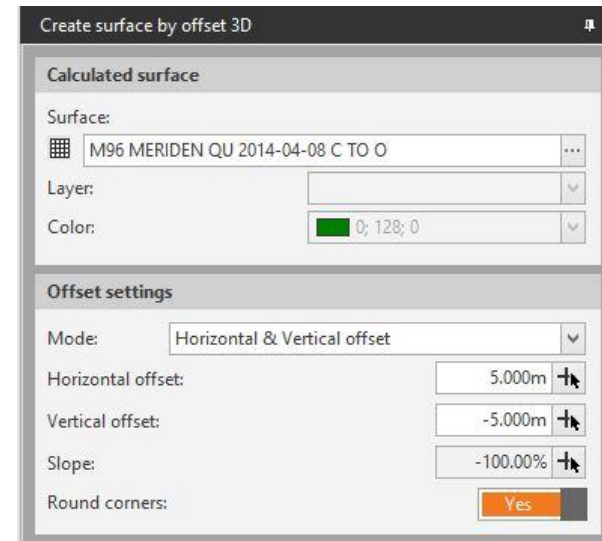 Create surface by offset 3D
Calculated surface
Surface:
M96 MERIDEN QU 2014-04-08 C TO O ...
Layer:
Color: 0; 128; 0
Offset settings
Mode: Horizontal & Vertical offset
Horizontal offset: 5.000m
Vertical offset: -5.000m
Slope: -100.00%
Round corners: Yes